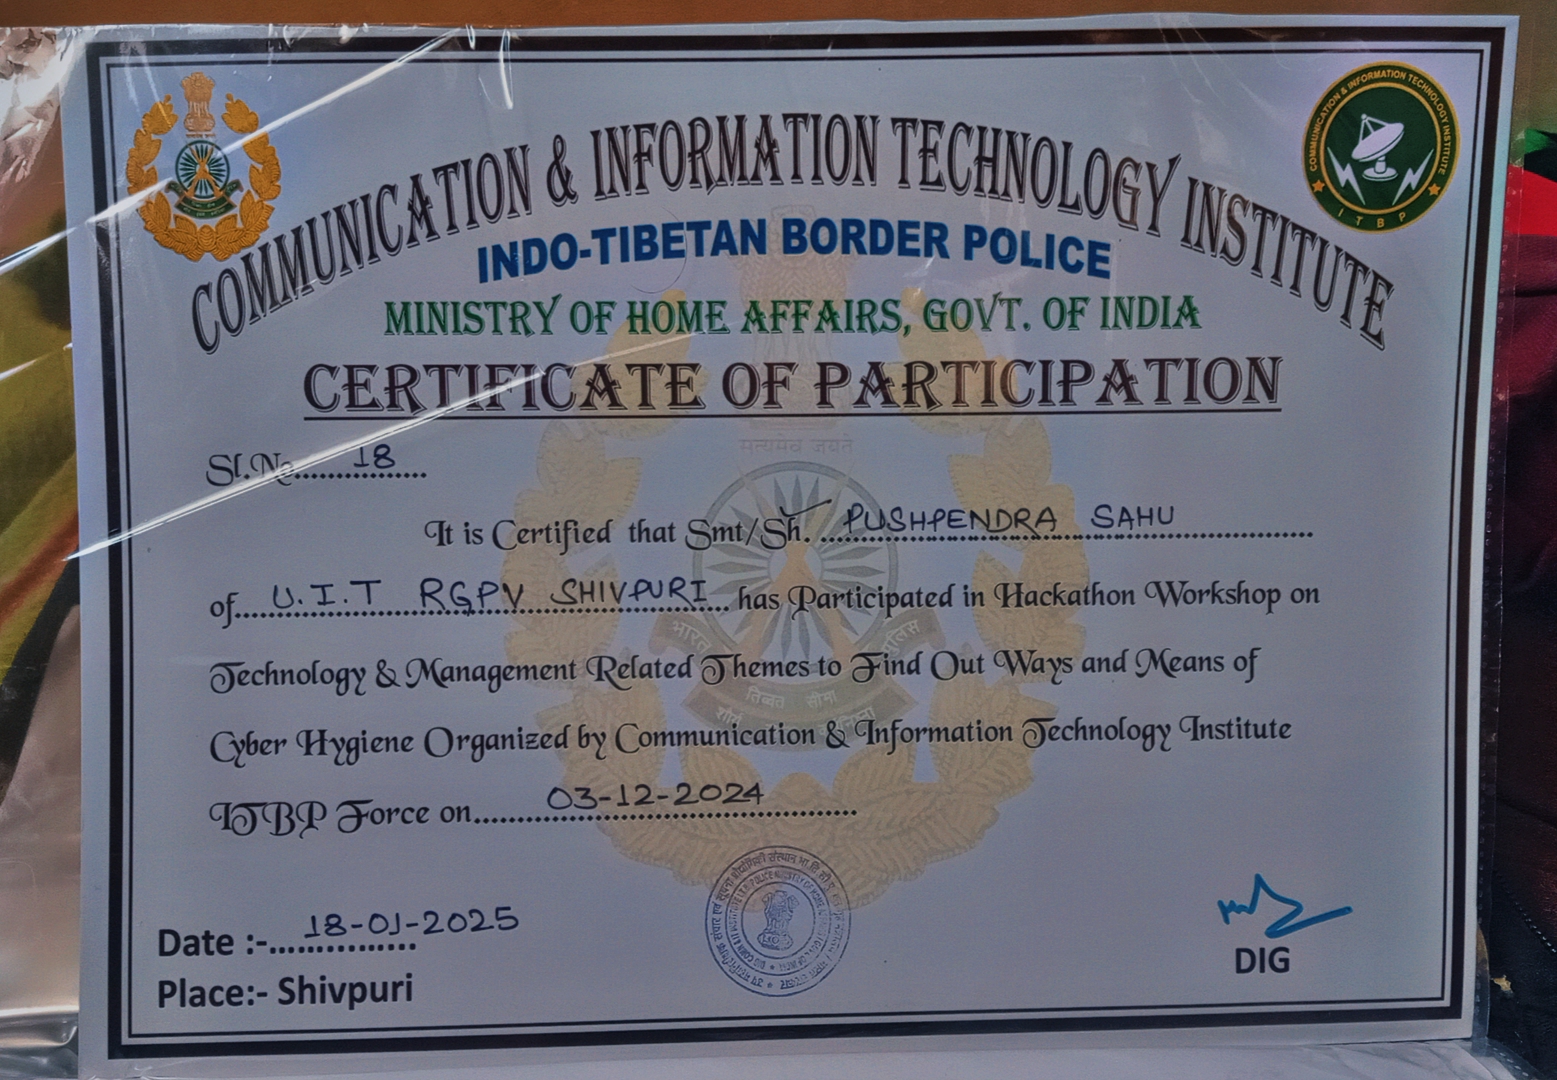 COMMUNICATION & INFORMATION TECHNOLOGY INSTITUTE
COMMUNICATION & INFORMATION TECHNOLOGY INSTITUTE
ITBP
INDO-TIBETAN BORDER POLICE
MINISTRY OF HOME AFFAIRS, GOVT. OF INDIA
CERTIFICATE OF PARTICIPATION
सत्यमेव जयते
Sl.No.......18..........
It is Certified that Smt/Sh. PUSHPENDRA SAHU
of U.I.T RGPV SHIVPURI has Participated in Hackathon Workshop on
Technology & Management Related Themes to Find Out Ways and Means of
भारत
पुलिस
तिब्बत सीमा
Cyber Hygiene Organized by Communication & Information Technology Institute
ITBP Force on 03-12-2024
Date :- 18-01-2025
Place:- Shivpuri
DIG